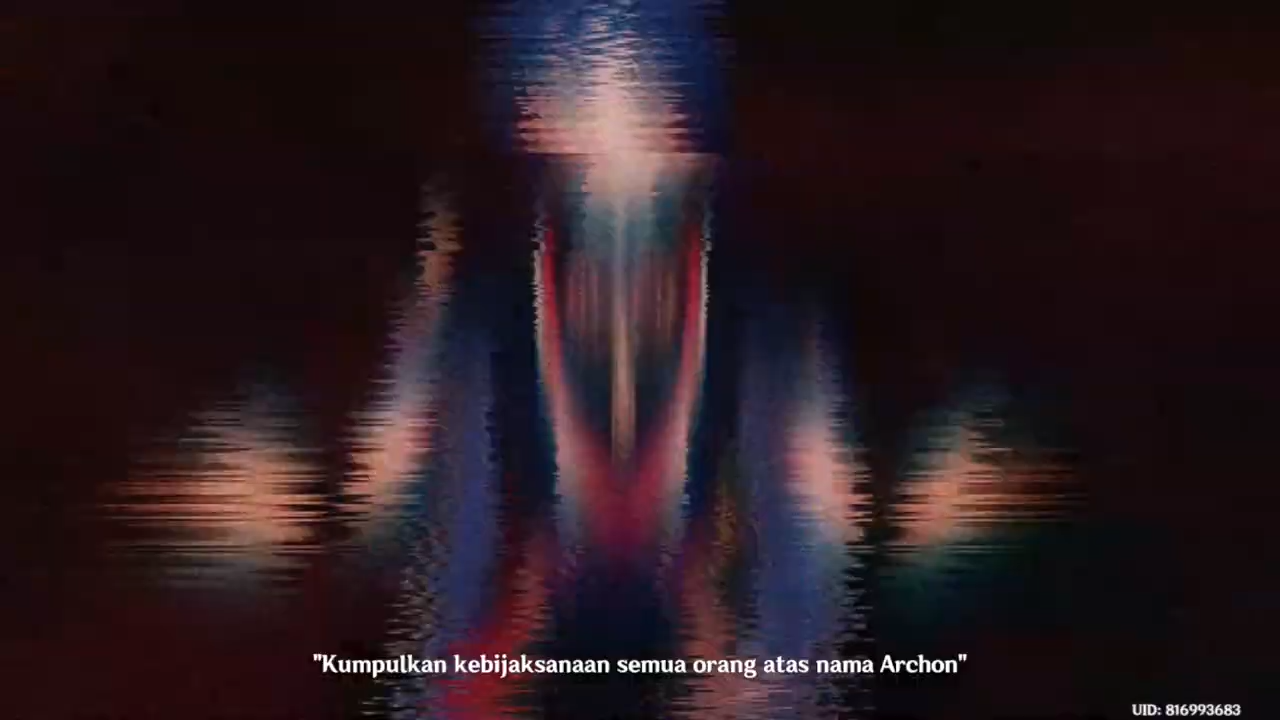 "Kumpulkan kebijaksanaan semua orang atas nama Archon"
UID: 816993683